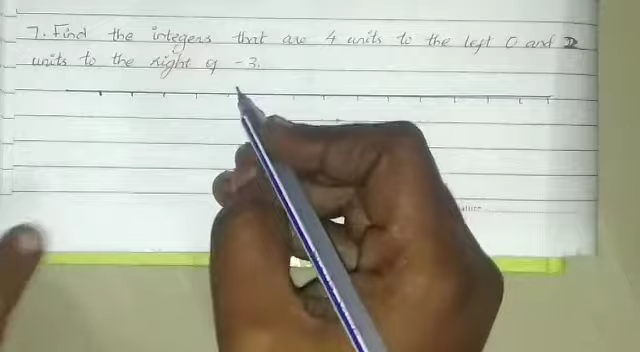 7. Find the integers that are 4 units to the left 0 and 2
units to the right of -3.